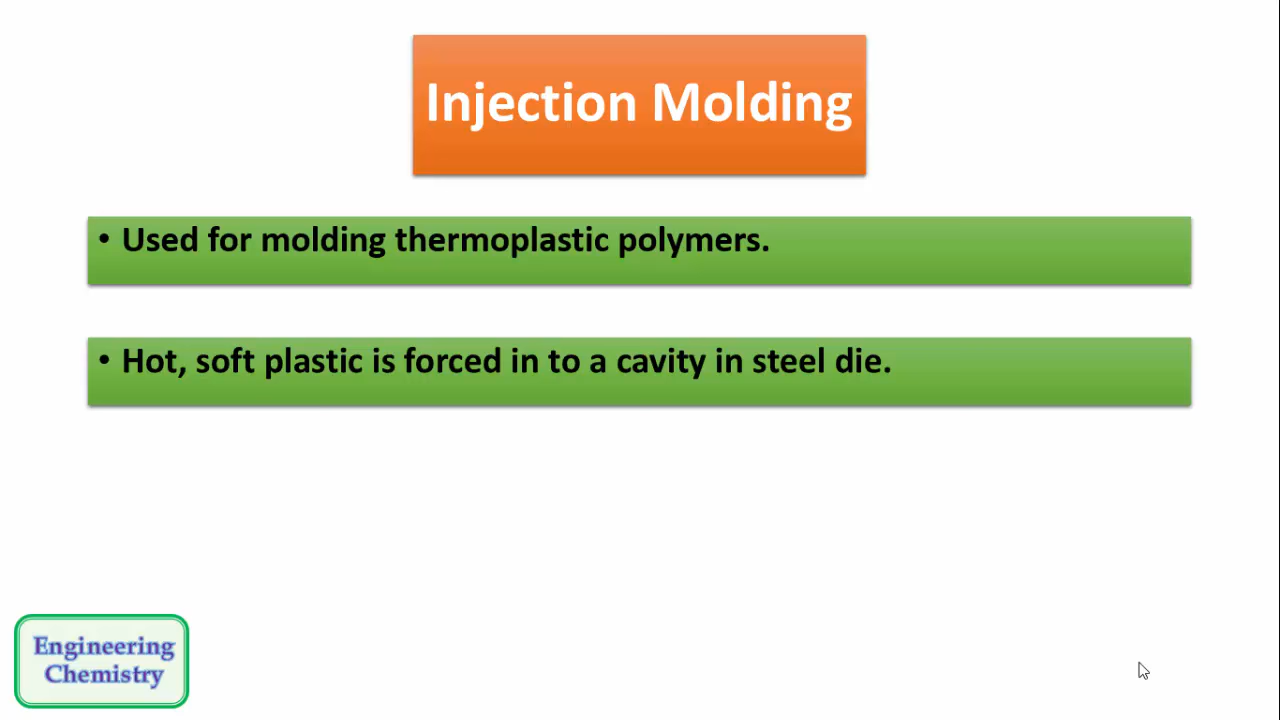 Injection Molding
• Used for molding thermoplastic polymers.
• Hot, soft plastic is forced in to a cavity in steel die.
Engineering
Chemistry